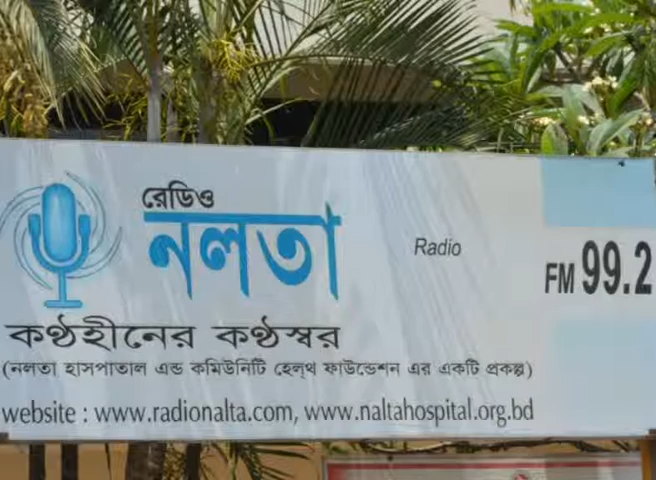 রেডিও
নলতা
Radio
FM 99.2
কণ্ঠহীনের কণ্ঠস্বর
(নলতা হাসপাতাল এন্ড কমিউনিটি হেল্থ ফাউন্ডেশন এর একটি প্রকল্প)
website : www.radionalta.com, www.naltahospital.org.bd